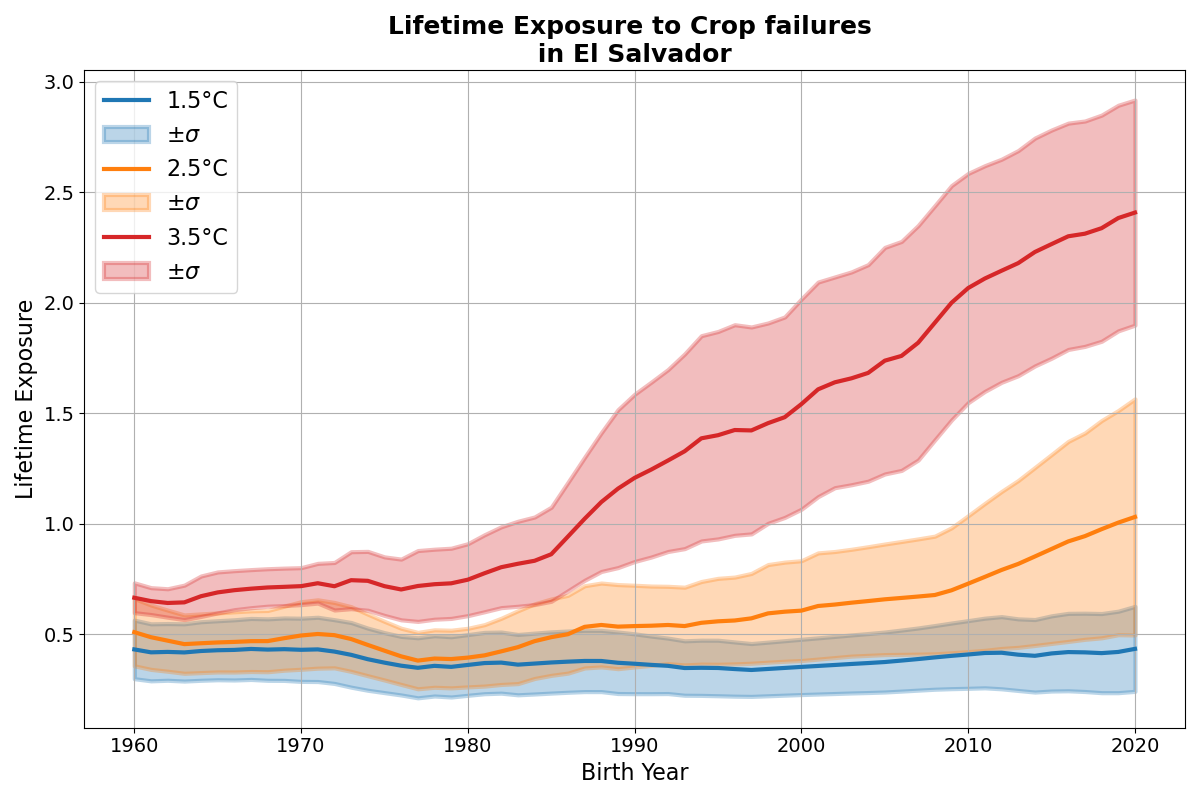 Lifetime Exposure to Crop failures
in El Salvador
1.5°C
±σ
2.5°C
±σ
3.5°C
±σ
Lifetime Exposure
3.0
2.5
2.0
1.5
1.0
0.5
1960 1970 1980 1990 2000 2010 2020
Birth Year